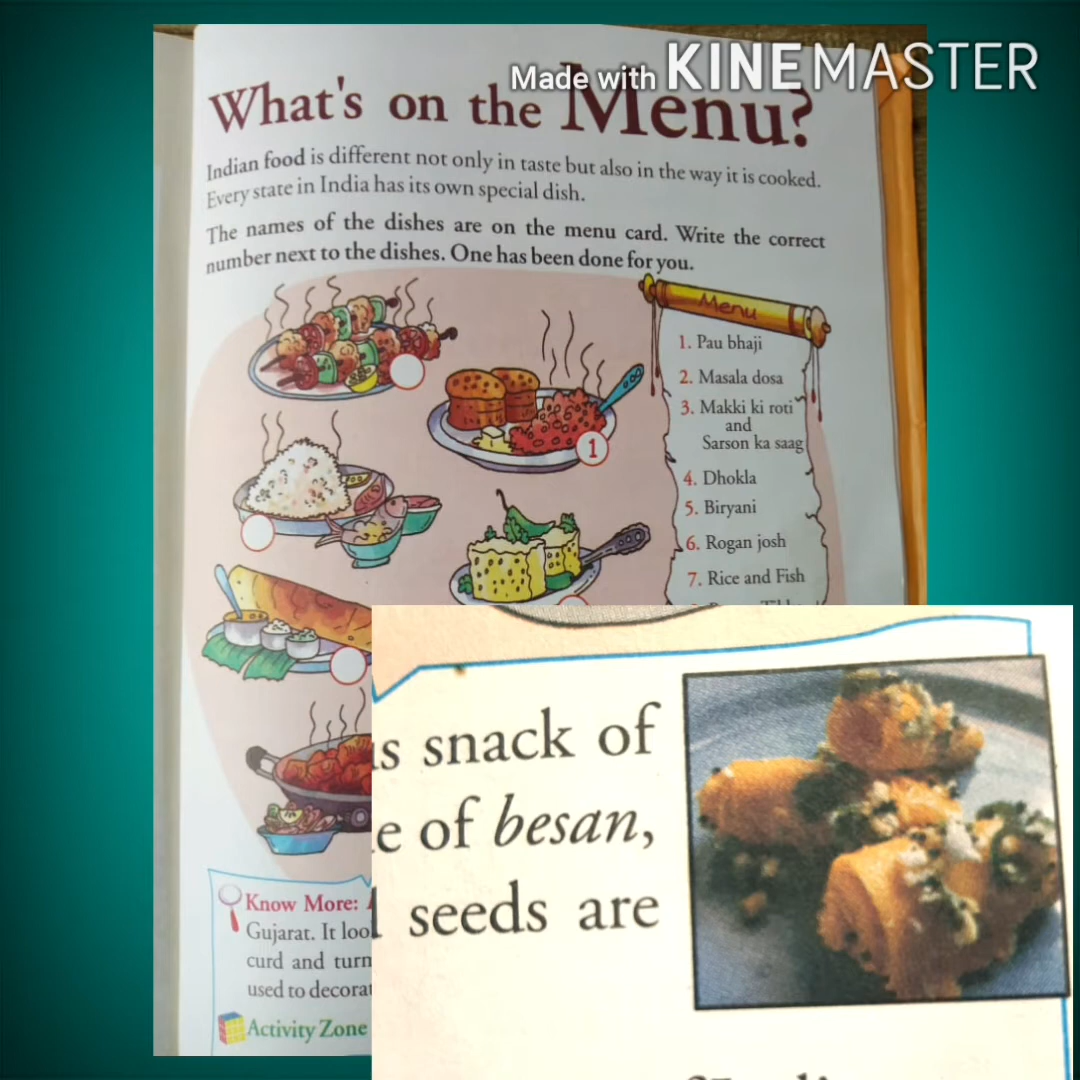 Made with KINEMASTER
What's on the Menu?
Indian food is different not only in taste but also in the way it is cooked.
Every state in India has its own special dish.
The names of the dishes are on the menu card. Write the correct
number next to the dishes. One has been done for you.
Menu
1. Pau bhaji
2. Masala dosa
3. Makki ki roti
and
Sarson ka saag
4. Dhokla
5. Biryani
6. Rogan josh
7. Rice and Fish
1
Know More:
Gujarat. It
curd and
used to
Activity Zone
snack of
of besan,
seeds are